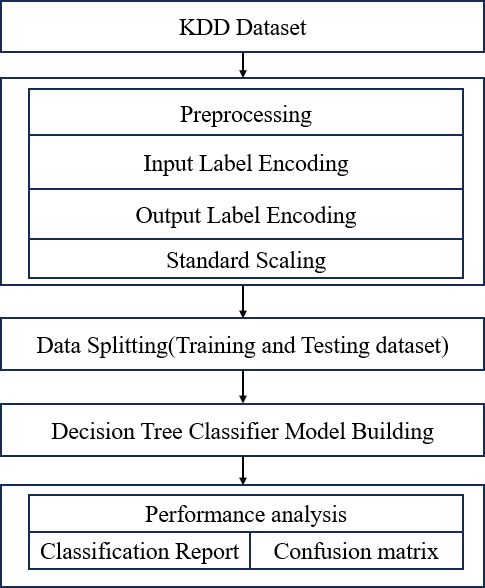 KDD Dataset
Preprocessing
Input Label Encoding
Output Label Encoding
Standard Scaling
Data Splitting(Training and Testing dataset)
Decision Tree Classifier Model Building
Performance analysis
Classification Report
Confusion matrix